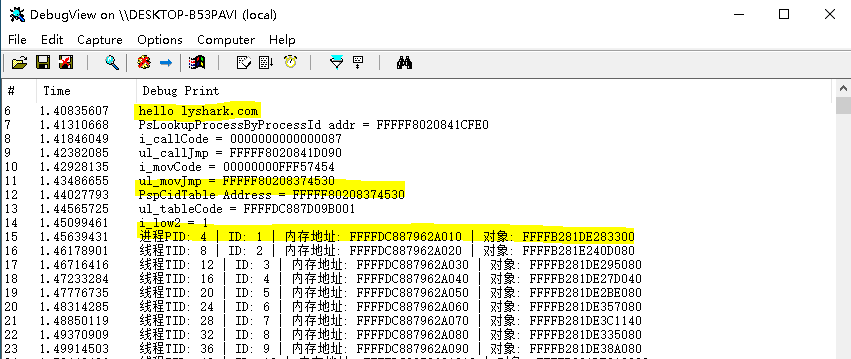 DebugView on \\DESKTOP-B53PAVI (local)
File Edit Capture Options Computer Help
# Time Debug Print
6 1.40835607 hello lyshark.com
7 1.41310668 PsLookupProcessByProcessId addr = FFFFF8020841CFE0
8 1.41846049 i_callCode = 0000000000000087
9 1.42382085 ul_callJmp = FFFFF8020841D090
10 1.42928135 i_movCode = 00000000FFF57454
11 1.43486655 ul_movJmp = FFFFF80208374530
12 1.44027793 PspCidTable Address = FFFFF80208374530
13 1.44565725 ul_tableCode = FFFFDC887D09B001
14 1.45099461 i_low2 = 1
15 1.45639431 进程PID: 4 | ID: 1 | 内存地址: FFFFDC887962A010 | 对象: FFFFB281DE283300
16 1.46178901 线程TID: 8 | ID: 2 | 内存地址: FFFFDC887962A020 | 对象: FFFFB281E240D080
17 1.46716416 线程TID: 12 | ID: 3 | 内存地址: FFFFDC887962A030 | 对象: FFFFB281DE295080
18 1.47233284 线程TID: 16 | ID: 4 | 内存地址: FFFFDC887962A040 | 对象: FFFFB281DE27D040
19 1.47776735 线程TID: 20 | ID: 5 | 内存地址: FFFFDC887962A050 | 对象: FFFFB281DE2BE080
20 1.48314285 线程TID: 24 | ID: 6 | 内存地址: FFFFDC887962A060 | 对象: FFFFB281DE357080
21 1.48850119 线程TID: 28 | ID: 7 | 内存地址: FFFFDC887962A070 | 对象: FFFFB281DE3C1140
22 1.49370909 线程TID: 32 | ID: 8 | 内存地址: FFFFDC887962A080 | 对象: FFFFB281DE335080
23 1.49914503 线程TID: 36 | ID: 9 | 内存地址: FFFFDC887962A090 | 对象: FFFFB281DE38A080